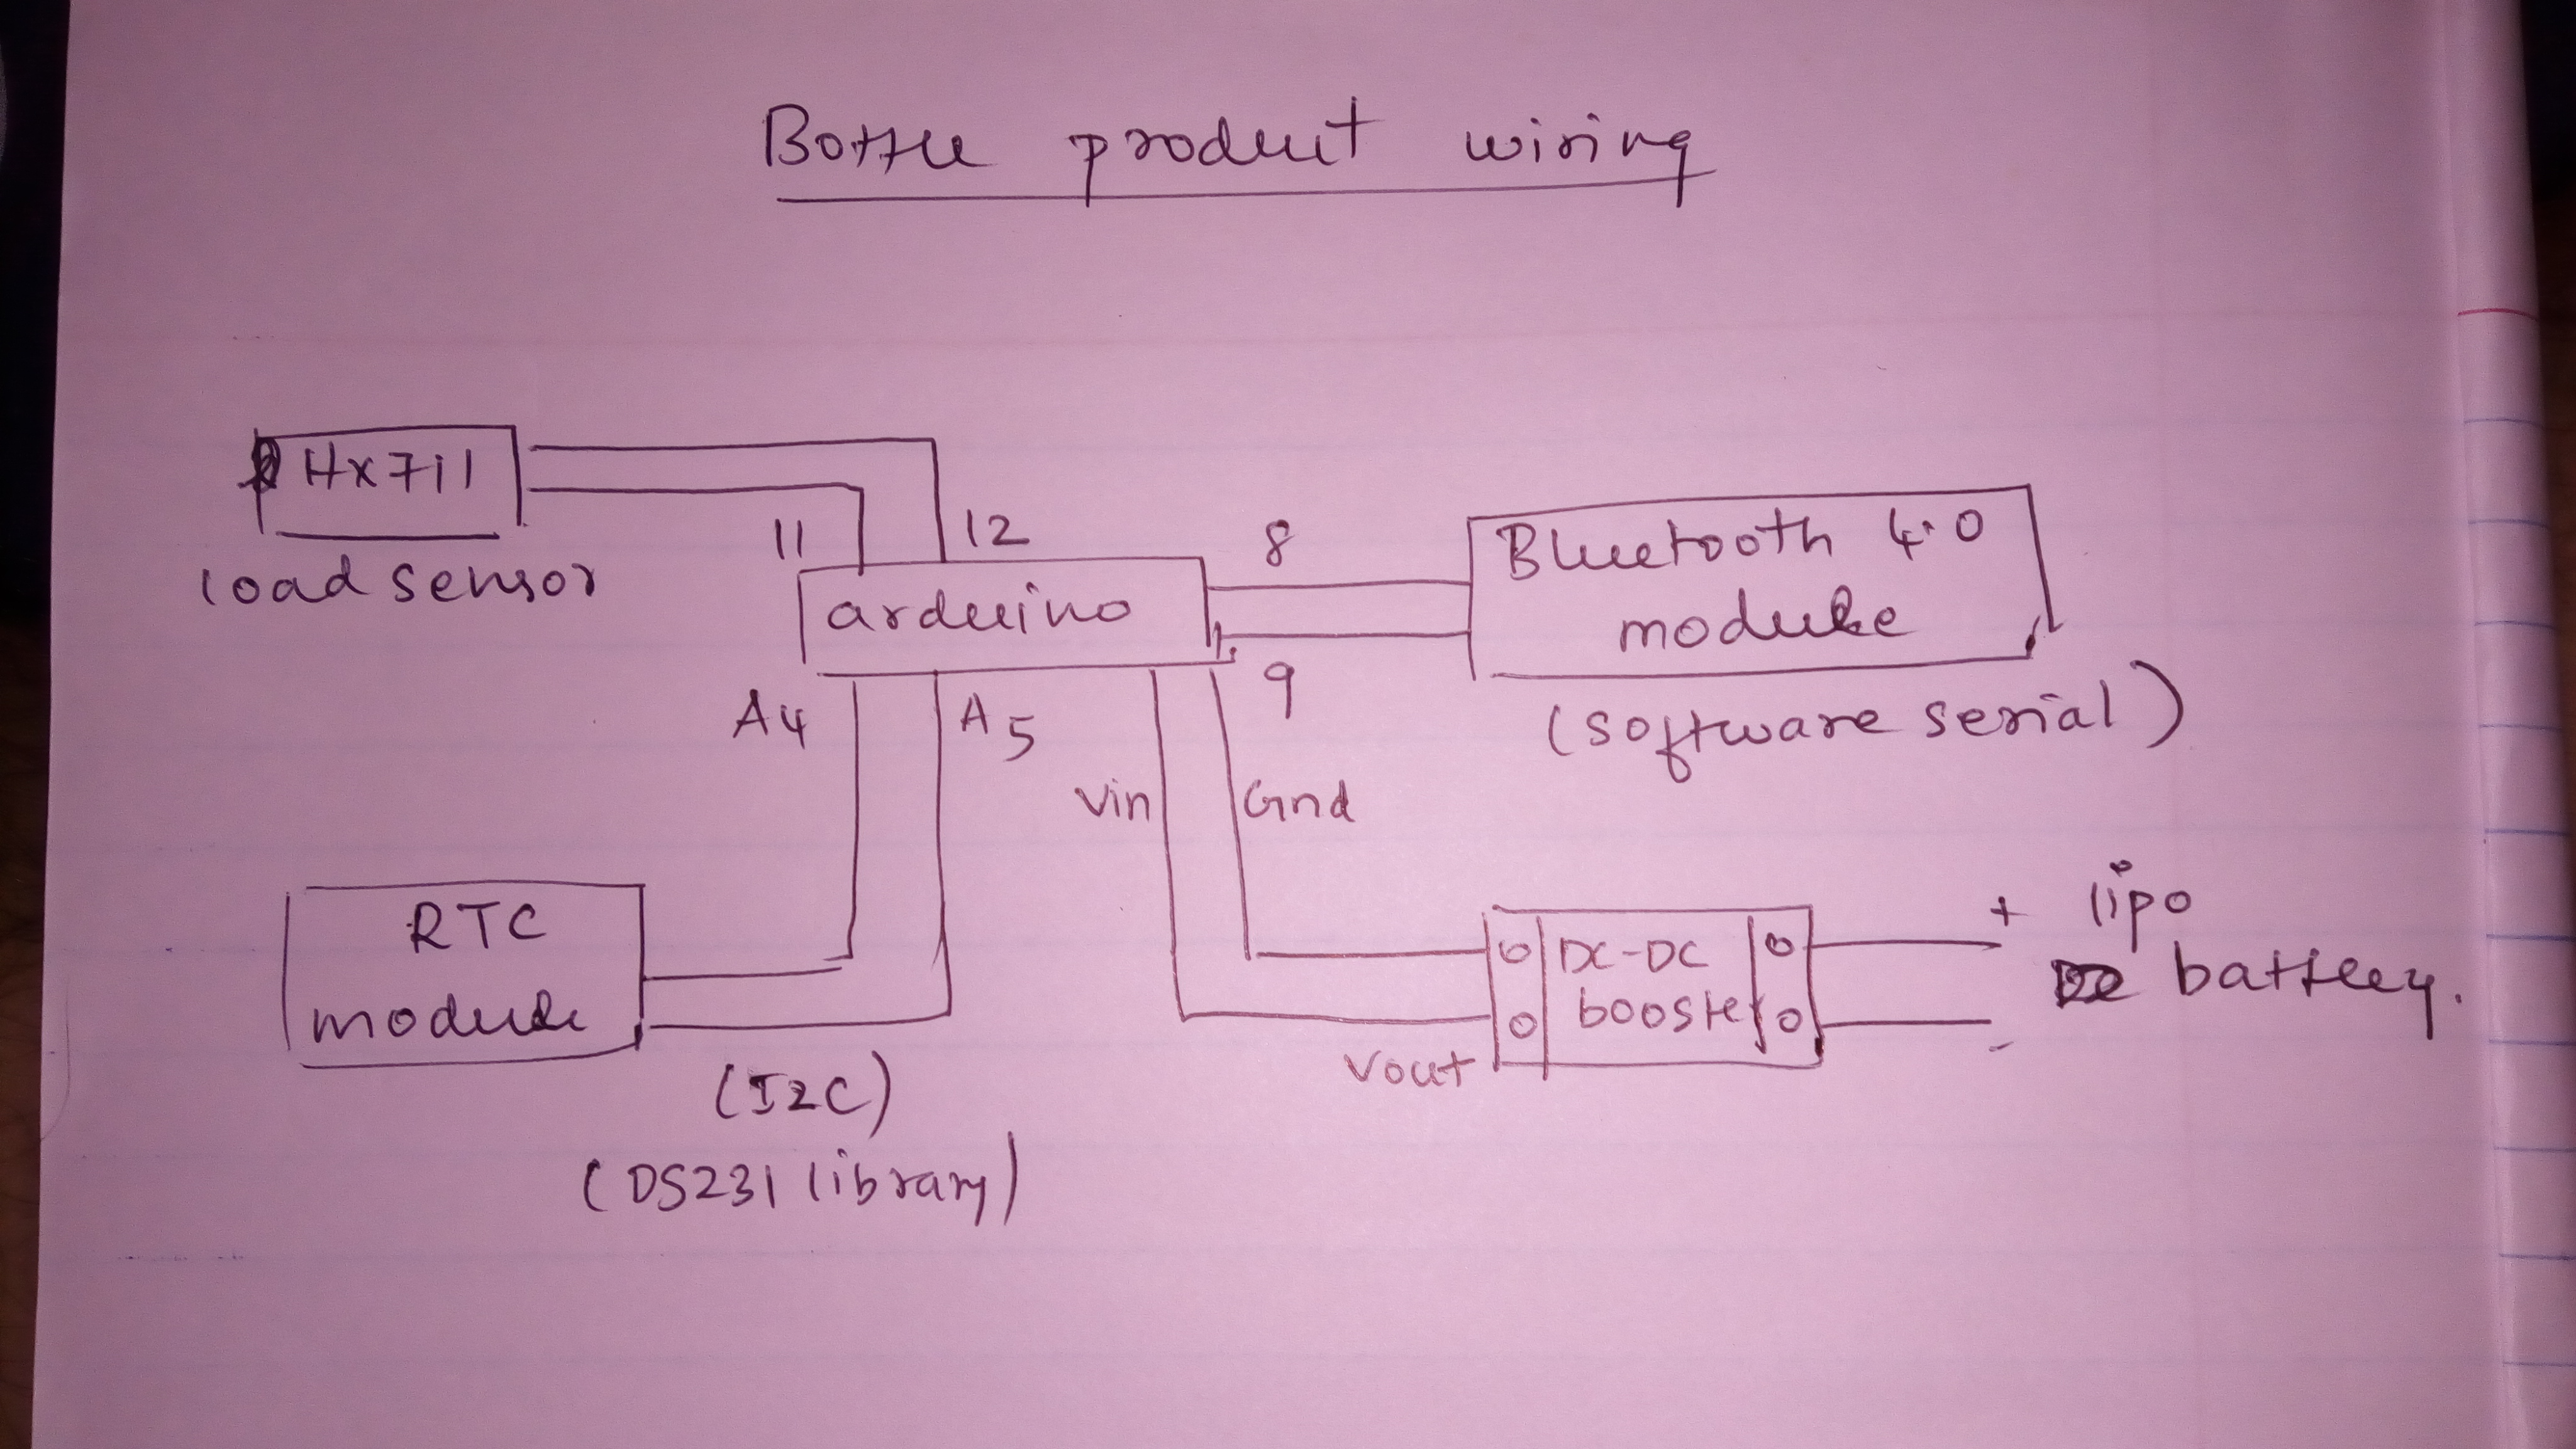 Bottle product wiring
Hx711
load sensor
11
12
8
arduino
9
Bluetooth 4.0
module
(software serial)
A4
A5
Vin
Gnd
RTC
module
(I2C)
(DS231 library)
DC-DC
booster
Vout
+
-
lipo
battery.